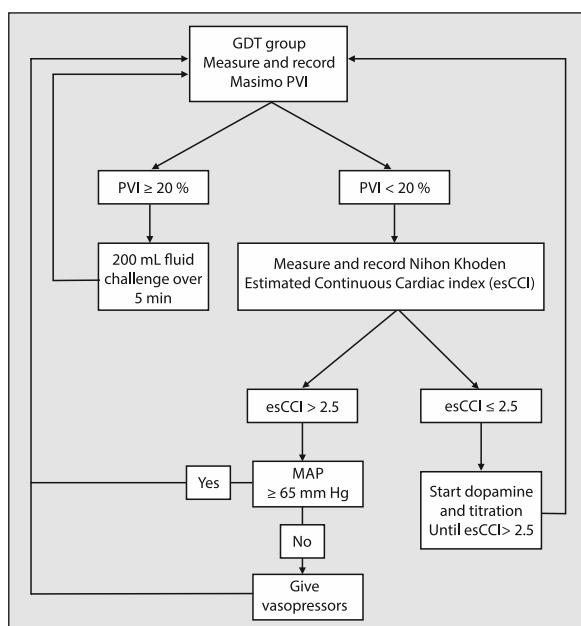 GDT group
Measure and record
Masimo PVI
PVI ≥ 20 %
PVI < 20 %
200 mL fluid
challenge over
5 min
Measure and record Nihon Khoden
Estimated Continuous Cardiac index (esCCI)
esCCI > 2.5
esCCI ≤ 2.5
Yes
MAP
≥ 65 mm Hg
Start dopamine
and titration
Until esCCI> 2.5
No
Give
vasopressors